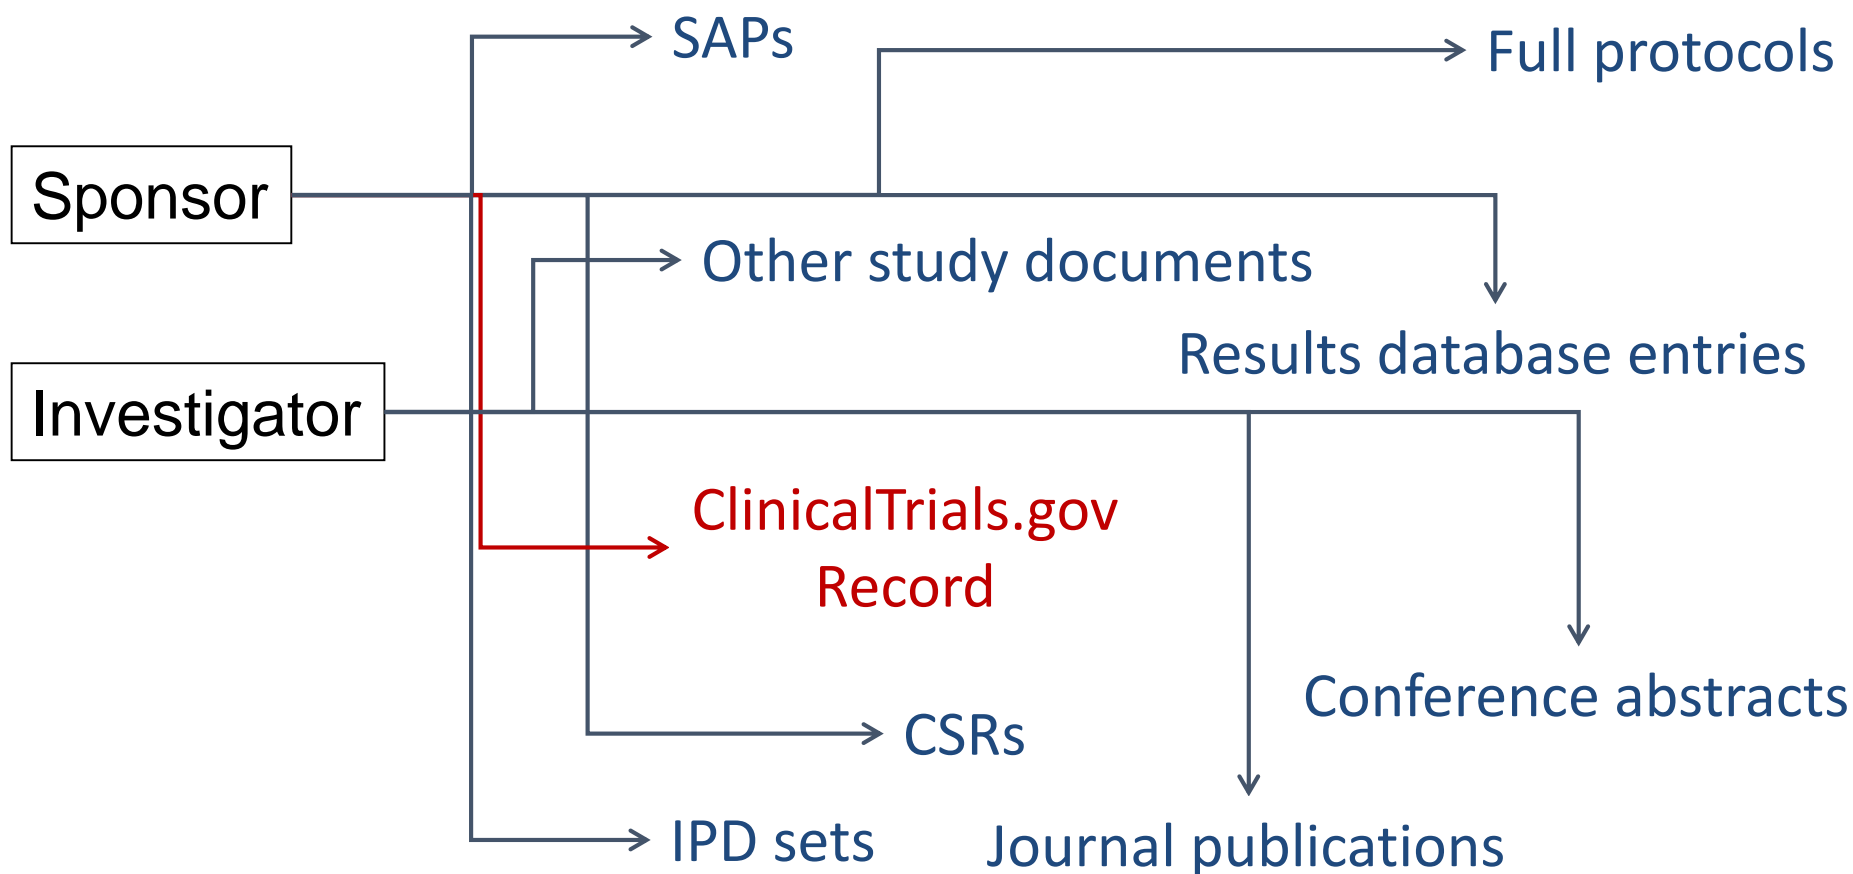 SAPs
Full protocols
Sponsor
Other study documents
Results database entries
Investigator
ClinicalTrials.gov
Record
Conference abstracts
CSRs
IPD sets
Journal publications